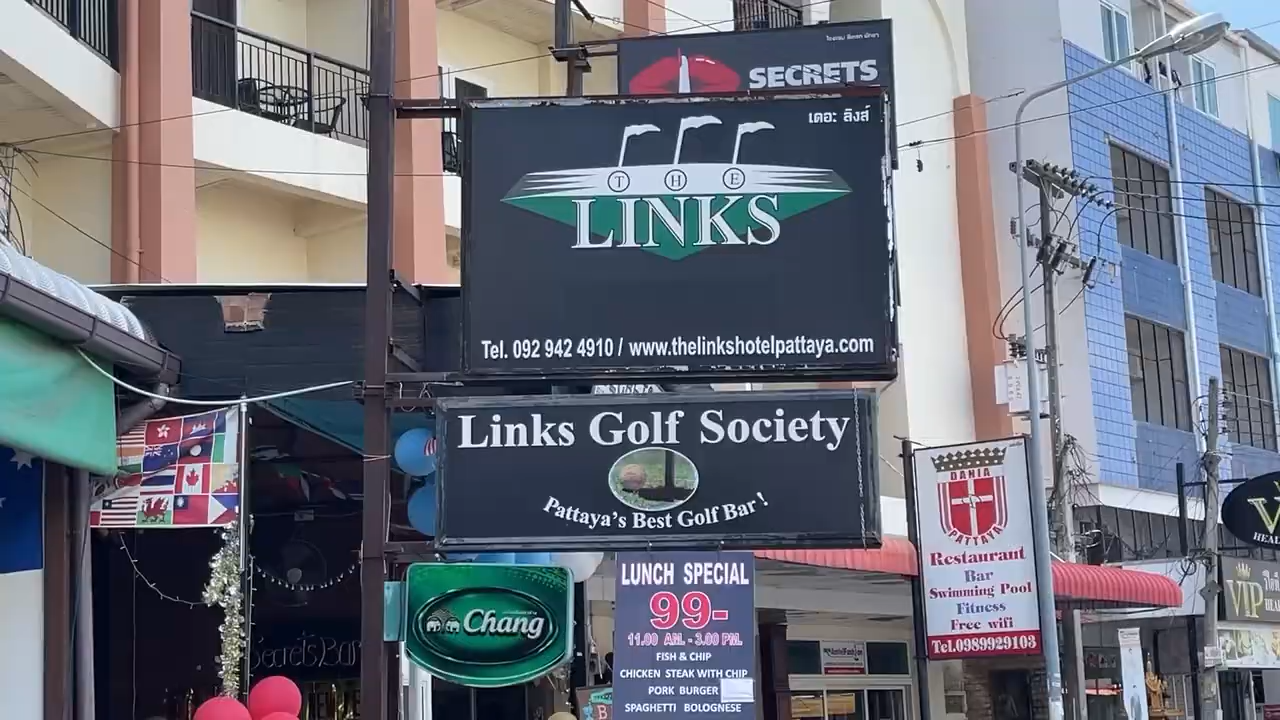 SECRETS
เดอะ ลิงส์
T H E
LINKS
Tel. 092 942 4910 / www.thelinkshotelpattaya.com
Links Golf Society
Pattaya's Best Golf Bar !
Chang
LUNCH SPECIAL
99-
11.00 AM. - 3.00 PM.
FISH & CHIP
CHICKEN STEAK WITH CHIP
PORK BURGER
SPAGHETTI BOLOGNESE
Secrets Bar
DANIA
PATTAYA
Restaurant
Bar
Swimming Pool
Fitness
Free wifi
Tel.0989929103
V
HEAL
VIP